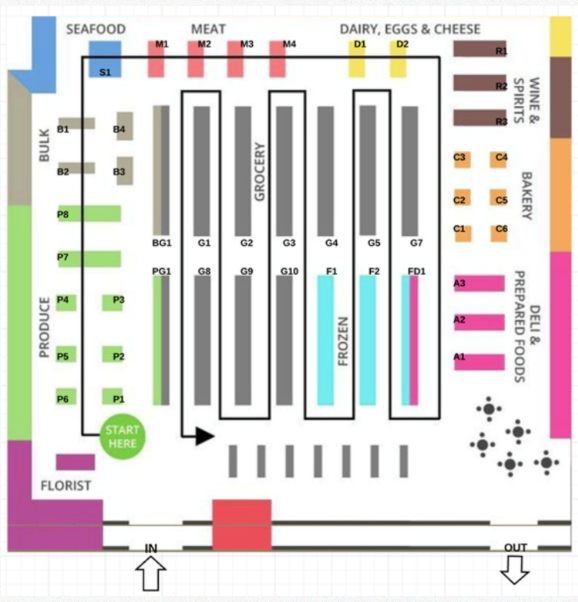 SEAFOOD
MEAT
DAIRY, EGGS & CHEESE
M1
M2
M3
M4
D1
D2
R1
S1
R2
R3
WINE &
SPIRITS
BULK
B1
B4
B2
B3
GROCERY
C3
C4
C2
C5
C1
C6
BAKERY
P8
BG1
G1
G2
G3
G4
G5
G7
P7
PG1
G8
G9
G10
F1
F2
FD1
A3
A2
A1
DELI &
PREPARED FOODS
PRODUCE
P4
P3
P5
P2
P6
P1
FROZEN
START
HERE
FLORIST
IN
OUT